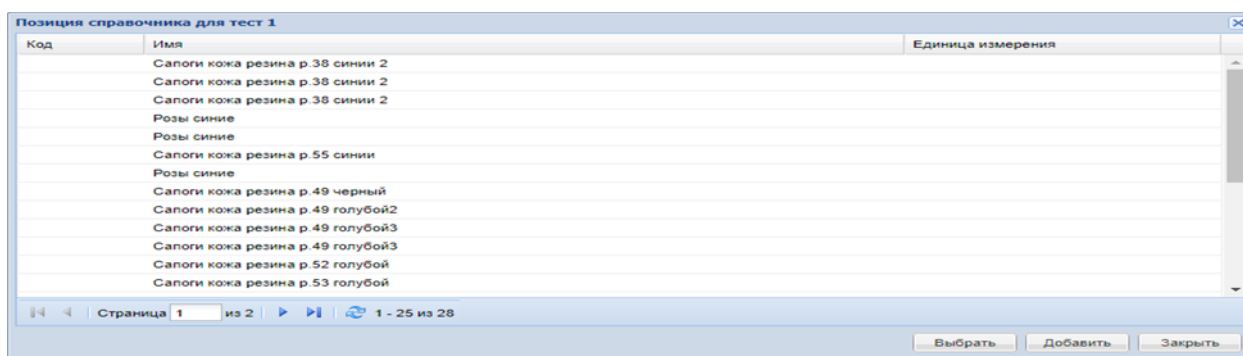 Позиция справочника для тест 1
Код Имя Единица измерения
Сапоги кожа резина р.38 синии 2
Сапоги кожа резина р.38 синии 2
Сапоги кожа резина р.38 синии 2
Розы синие
Розы синие
Сапоги кожа резина р.55 синии
Розы синие
Сапоги кожа резина р.49 черный
Сапоги кожа резина р.49 голубой2
Сапоги кожа резина р.49 голубой3
Сапоги кожа резина р.49 голубой3
Сапоги кожа резина р.52 голубой
Сапоги кожа резина р.53 голубой
Страница 1 из 2 1 - 25 из 28
Выбрать Добавить Закрыть